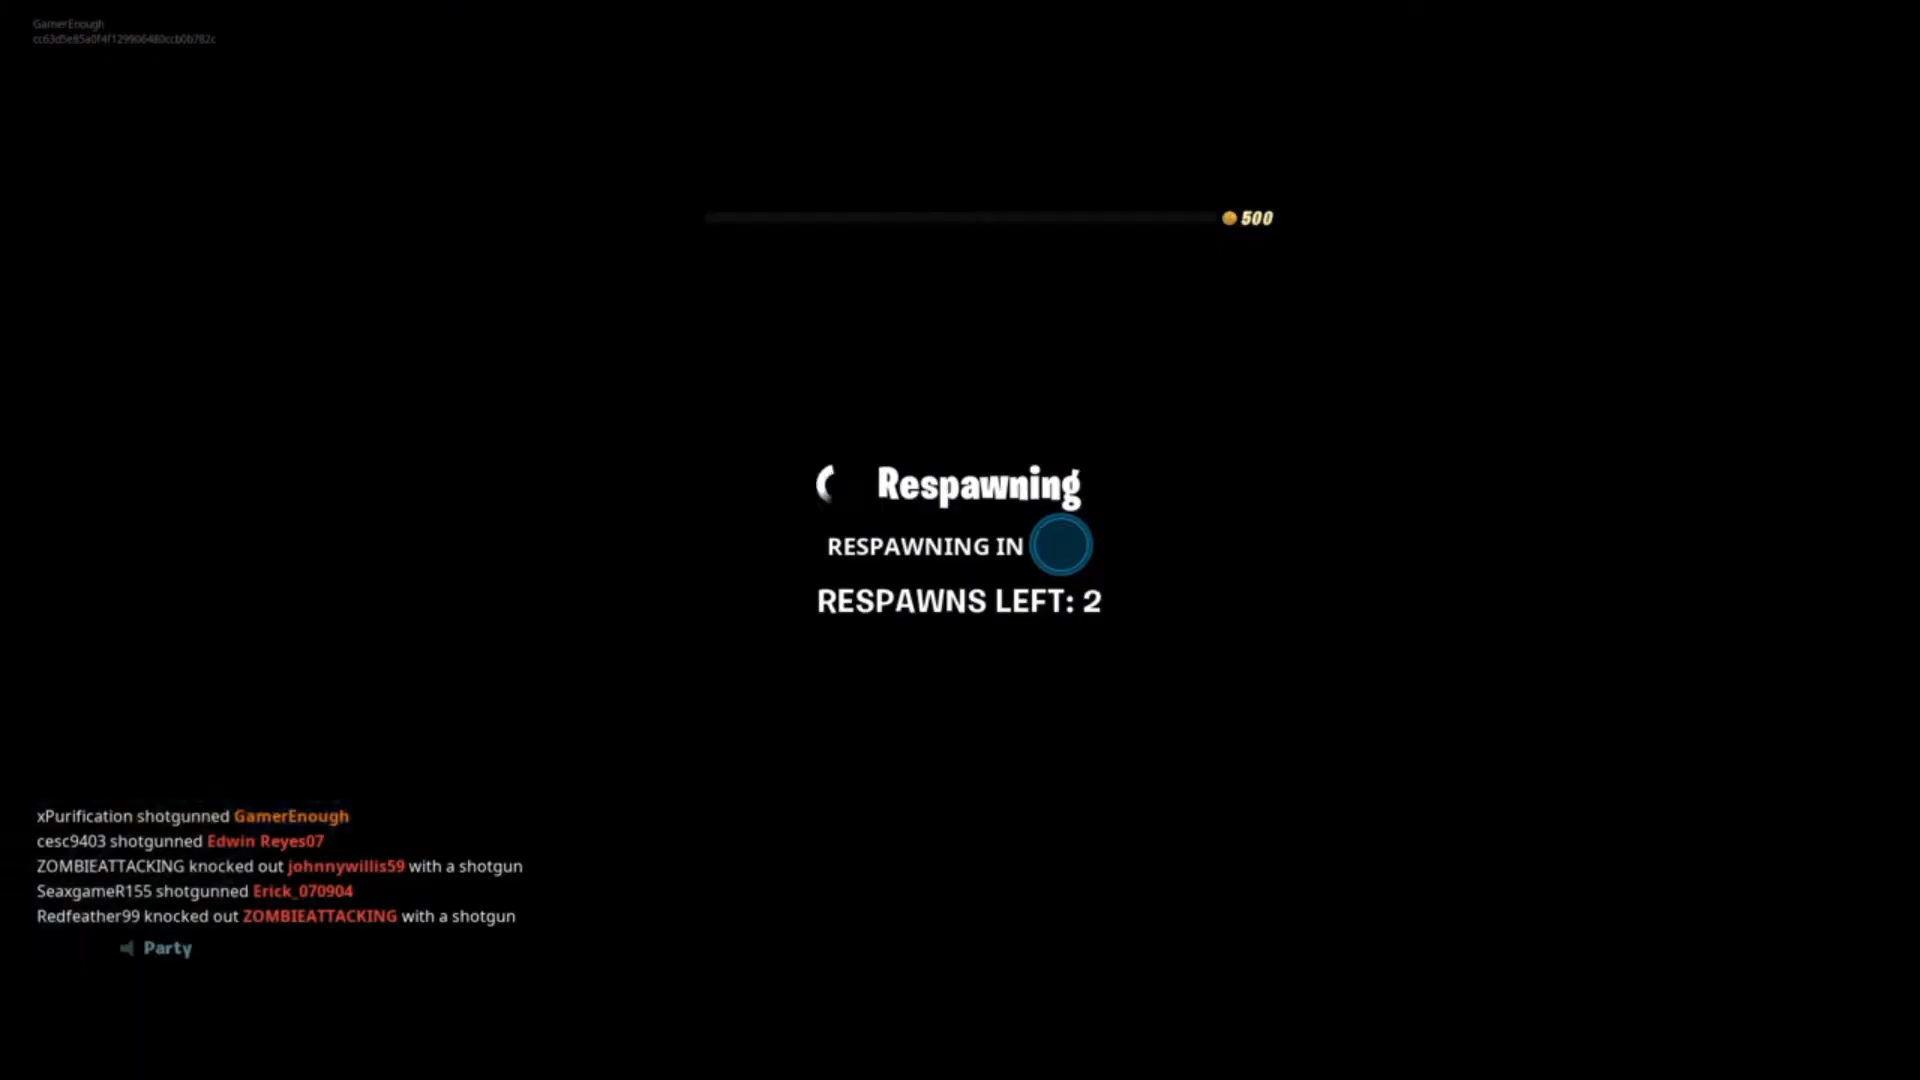 GamerEnough
500
Respawning
RESPAWNING IN
RESPAWNS LEFT: 2
xPurification shotgunned GamerEnough
cesc9403 shotgunned Edwin Reyes07
ZOMBIEATTACKING knocked out johnnywillis59 with a shotgun
SeaxgameR155 shotgunned Erick_070904
Redfeather99 knocked out ZOMBIEATTACKING with a shotgun
Party